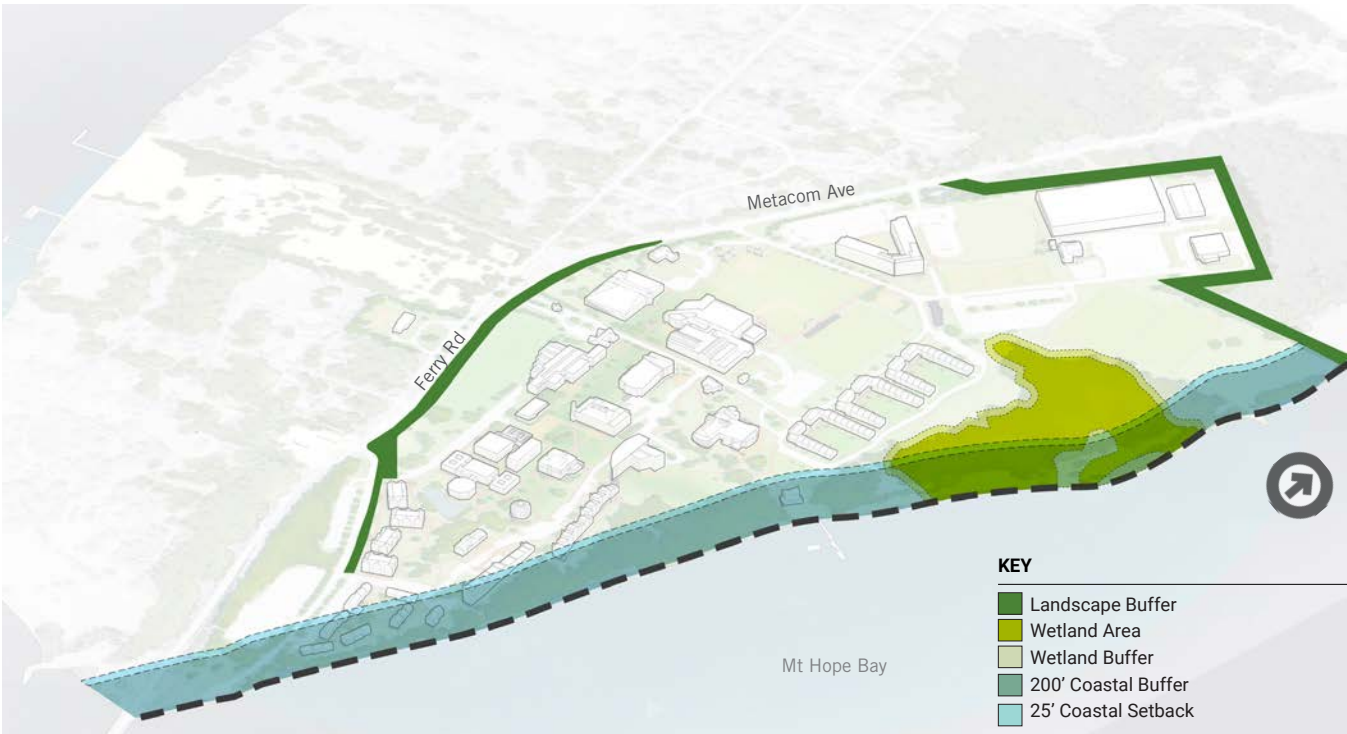 Metacom Ave
Ferry Rd
Mt Hope Bay
KEY
Landscape Buffer
Wetland Area
Wetland Buffer
200' Coastal Buffer
25' Coastal Setback